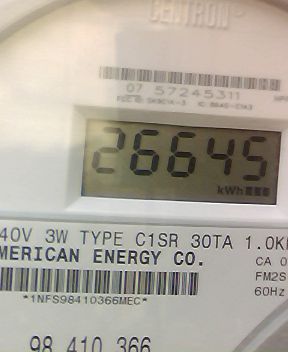 CENTRON
07 57245311
26645
kWh
40V 3W TYPE C1SR 30TA 1.0K
MERICAN ENERGY CO.
CA 0
FM2S
60Hz
*1NFS98410366MEC*
98 410 366